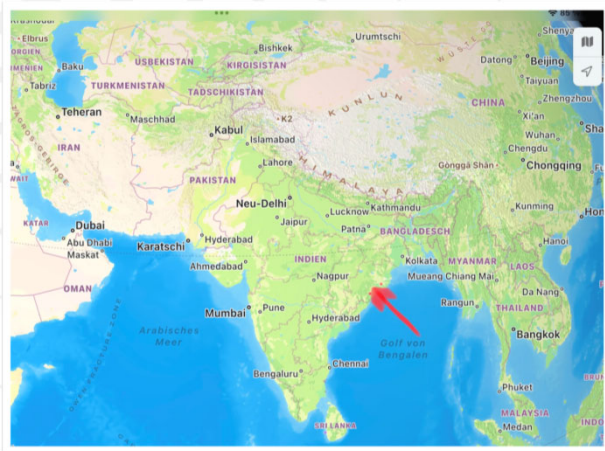 Elbrus
Baku
Tabriz
Teheran
ZAGROS-GEBIRGE
IRAN
KATAR
Dubai
Abu Dhabi
Maskat
OMAN
USBEKISTAN
TURKMENISTAN
TADSCHIKISTAN
Maschhad
Bishkek
KIRGISISTAN
Urumtschi
K2
Kabul
Islamabad
Lahore
PAKISTAN
Karatschi
Hyderabad
KUNLUN
HIMALAYA
Neu-Delhi
Jaipur
Lucknow
Kathmandu
Patna
BANGLADESCH
Ahmedabad
INDIEN
Nagpur
Kolkata
Mumbai
Pune
Hyderabad
Bengaluru
Chennai
SRI LANKA
Arabisches
Meer
Golf von
Bengalen
CHINA
Datong
Beijing
Taiyuan
Zhengzhou
Xi'an
Wuhan
Chengdu
Gonggá Shan
Chongqing
Kunming
Hanoi
MYANMAR
LAOS
Mueang Chiang Mai
Rangun
Da Nang
THAILAND
Bangkok
Phuket
MALAYSIA
Medan